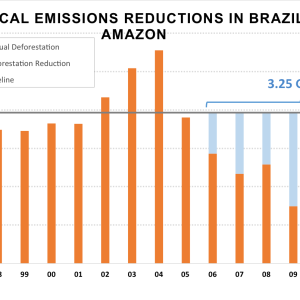 CAL EMISSIONS REDUCTIONS IN BRAZIL
AMAZON
ual Deforestation
orestation Reduction
eline
3.25
99 00 01 02 03 04 05 06 07 08 09